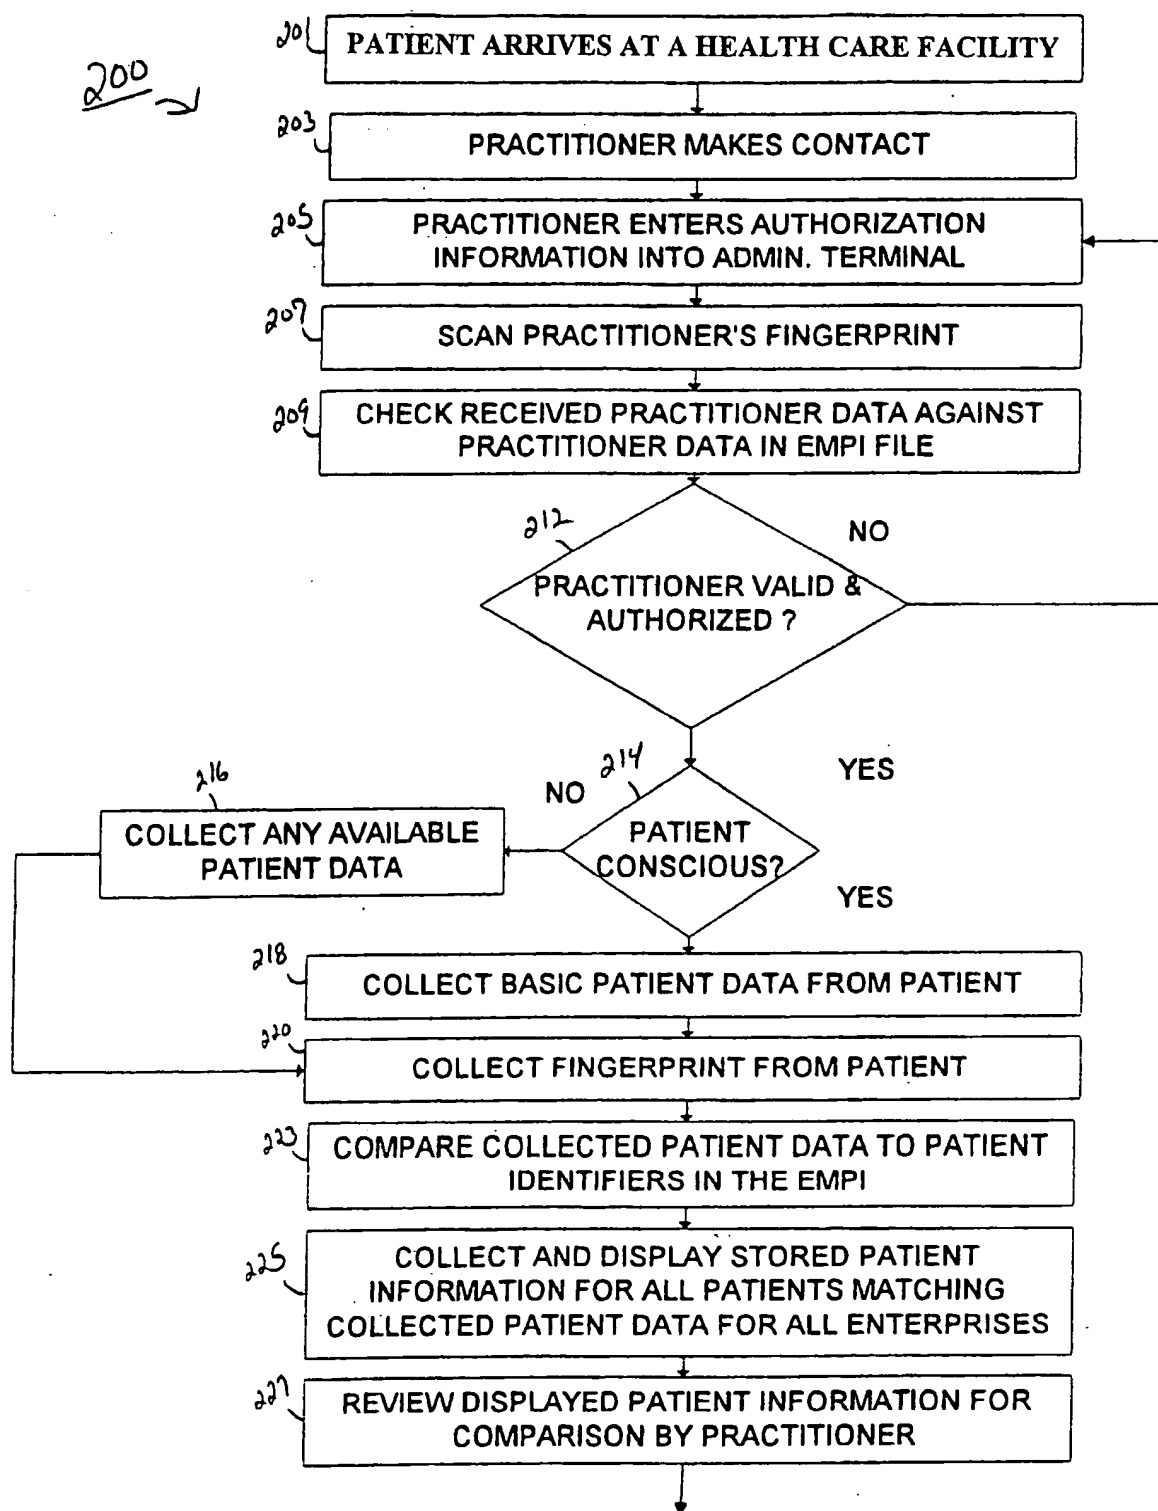 201
PATIENT ARRIVES AT A HEALTH CARE FACILITY
200
203
PRACTITIONER MAKES CONTACT
205
PRACTITIONER ENTERS AUTHORIZATION
INFORMATION INTO ADMIN. TERMINAL
207
SCAN PRACTITIONER'S FINGERPRINT
209
CHECK RECEIVED PRACTITIONER DATA AGAINST
PRACTITIONER DATA IN EMPI FILE
212
NO
PRACTITIONER VALID &
AUTHORIZED ?
YES
214
NO
216
COLLECT ANY AVAILABLE
PATIENT DATA
PATIENT
CONSCIOUS?
YES
218
COLLECT BASIC PATIENT DATA FROM PATIENT
220
COLLECT FINGERPRINT FROM PATIENT
223
COMPARE COLLECTED PATIENT DATA TO PATIENT
IDENTIFIERS IN THE EMPI
225
COLLECT AND DISPLAY STORED PATIENT
INFORMATION FOR ALL PATIENTS MATCHING
COLLECTED PATIENT DATA FOR ALL ENTERPRISES
227
REVIEW DISPLAYED PATIENT INFORMATION FOR
COMPARISON BY PRACTITIONER